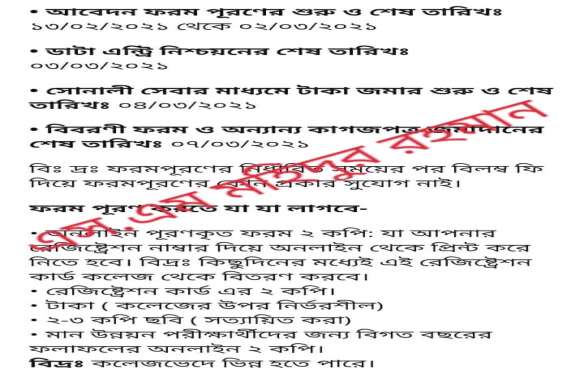 • আবেদন ফরম পূরণের শুরু ও শেষ তারিখঃ
১৩/০২/২০২১ থেকে ০২/০৩/২০২১
• ডাটা এন্ট্রি নিশ্চয়নের শেষ তারিখঃ
০৩/০৩/২০২১
• সোনালী সেবার মাধ্যমে টাকা জমার শুরু ও শেষ
তারিখঃ ০৪/০৩/২০২১
• বিবরণী ফরম ও অন্যান্য কাগজপত্র জমাদানের
শেষ তারিখঃ ০৭/০৩/২০২১
বিঃ দ্রঃ ফরমপূরণের নির্ধারিত সময়ের পর বিলম্ব ফি
দিয়ে ফরমপূরণের কোন প্রকার সুযোগ নাই।
ফরম পূরণ করতে যা যা লাগবে-
• অনলাইন পূরণকৃত ফরম ২ কপি: যা আপনার
রেজিষ্ট্রেশন নাম্বার দিয়ে অনলাইন থেকে প্রিন্ট করে
নিতে হবে। বিদ্রঃ কিছুদিনের মধ্যেই এই রেজিষ্ট্রেশন
কার্ড কলেজ থেকে বিতরণ করবে।
• রেজিষ্ট্রেশন কার্ড এর ২ কপি।
• টাকা ( কলেজের উপর নির্ভরশীল)
• ২-৩ কপি ছবি ( সত্যায়িত করা)
• মান উন্নয়ন পরীক্ষার্থীদের জন্য বিগত বছরের
ফলাফলের অনলাইন ২ কপি।
বিদ্রঃ কলেজভেদে ভিন্ন হতে পারে।
এস.এম মতিদুর রহমান